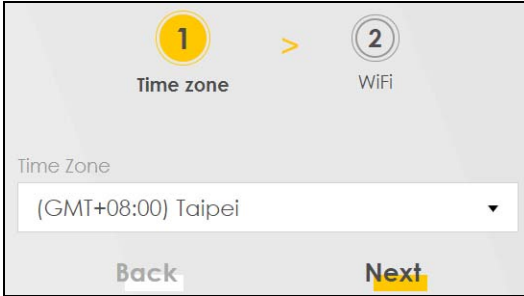 1 > 2
Time zone WiFi
Time Zone
(GMT+08:00) Taipei
Back Next